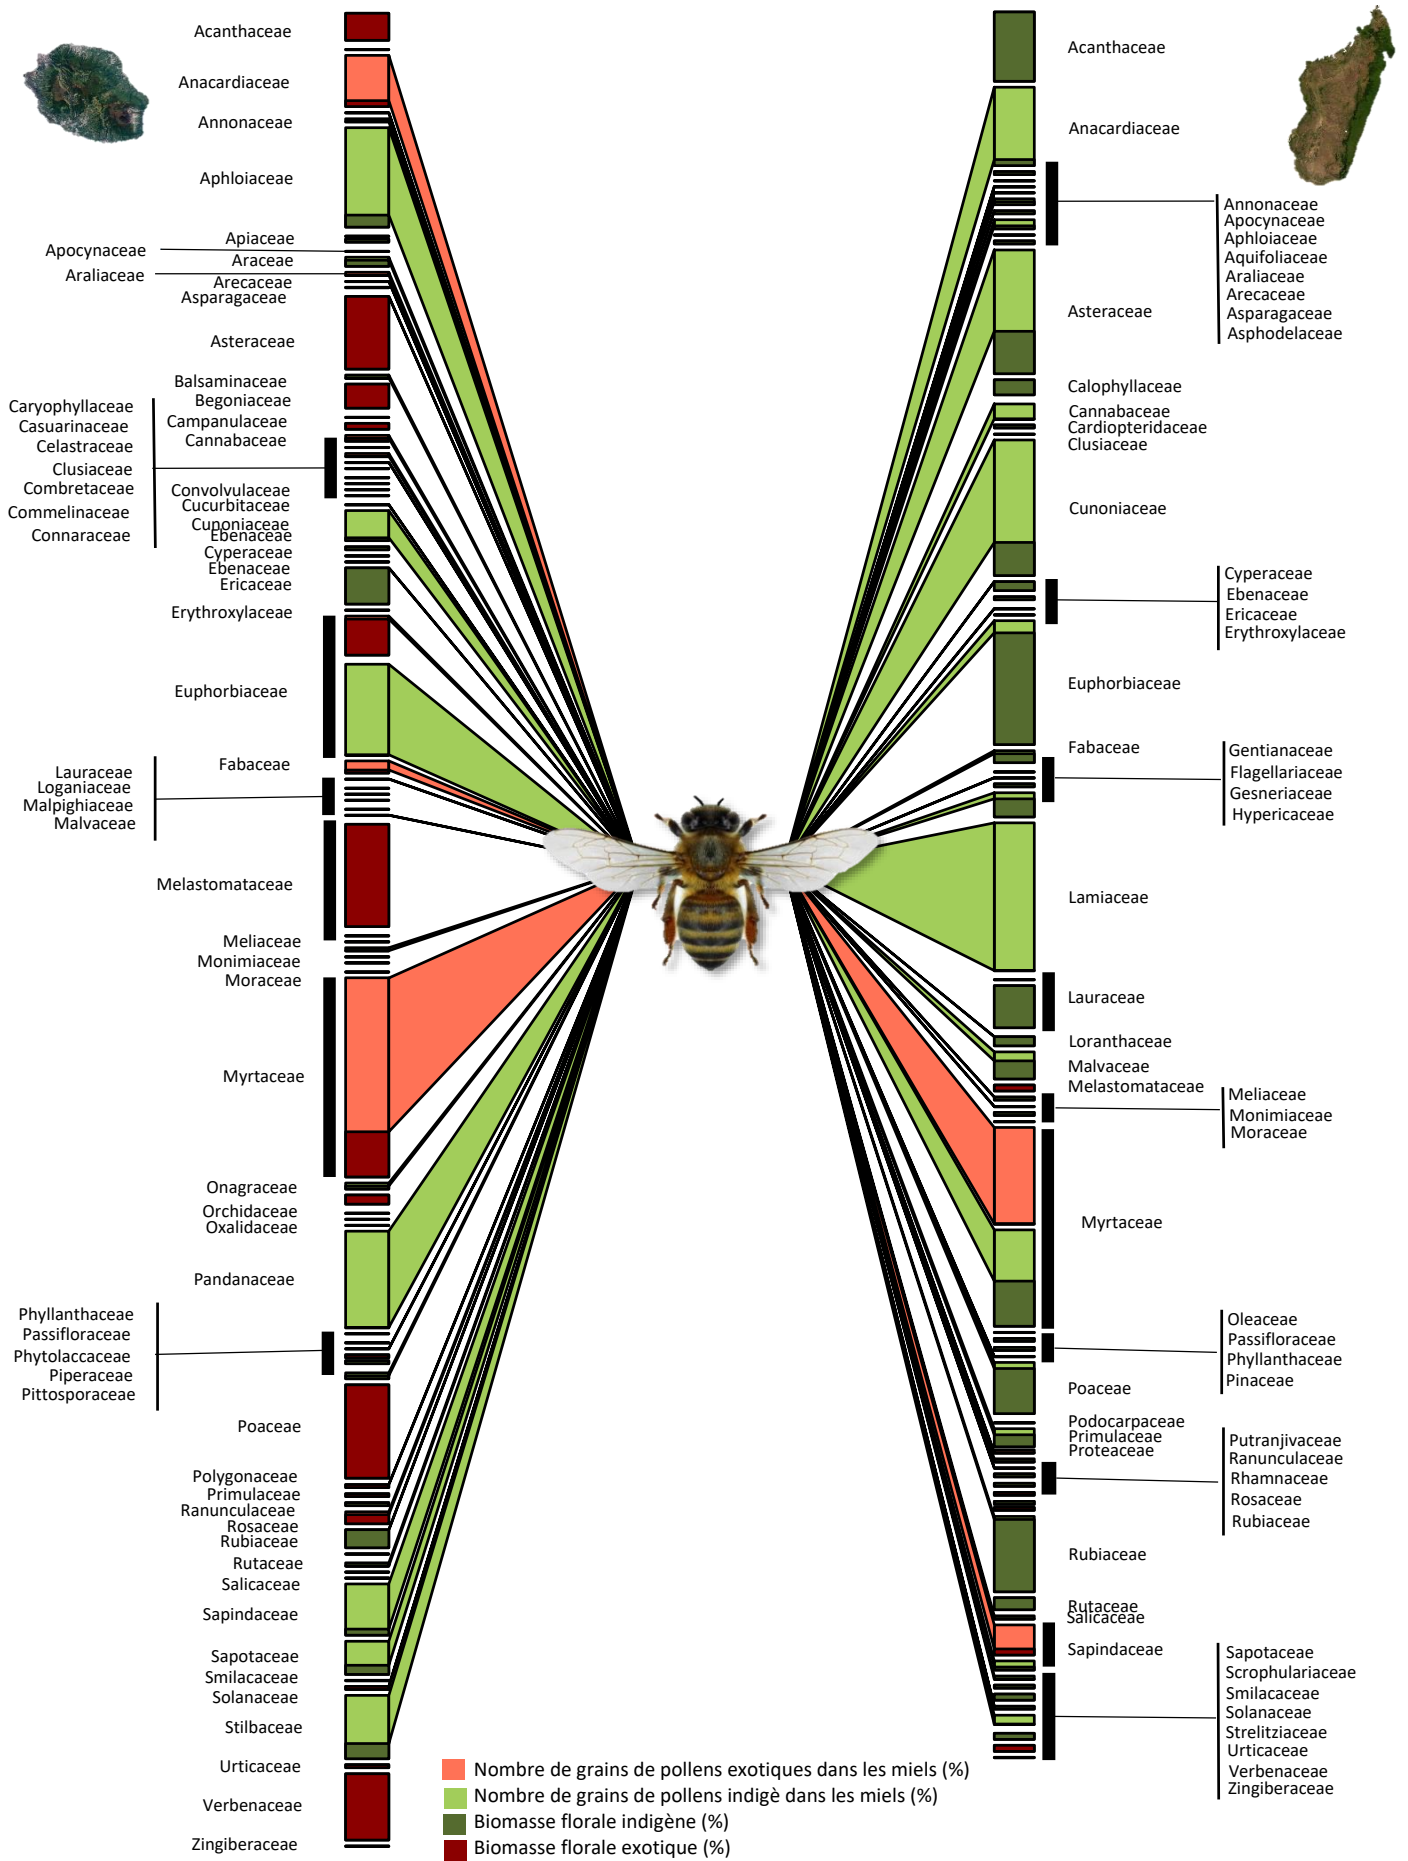 Acanthaceae
Anacardiaceae
Annonaceae
Aphloiaceae
Apiaceae
Apocynaceae
Araceae
Araliaceae
Arecaceae
Asparagaceae
Asteraceae
Balsaminaceae
Begoniaceae
Campanulaceae
Cannabaceae
Caryophyllaceae
Casuarinaceae
Celastraceae
Clusiaceae
Combretaceae
Commelinaceae
Connaraceae
Convolvulaceae
Cucurbitaceae
Cunoniaceae
Ebenaceae
Cyperaceae
Ebenaceae
Ericaceae
Erythroxylaceae
Euphorbiaceae
Fabaceae
Lauraceae
Loganiaceae
Malpighiaceae
Malvaceae
Melastomataceae
Meliaceae
Monimiaceae
Moraceae
Myrtaceae
Onagraceae
Orchidaceae
Oxalidaceae
Pandanaceae
Phyllanthaceae
Passifloraceae
Phytolaccaceae
Piperaceae
Pittosporaceae
Poaceae
Polygonaceae
Primulaceae
Ranunculaceae
Rosaceae
Rubiaceae
Rutaceae
Salicaceae
Sapindaceae
Sapotaceae
Smilacaceae
Solanaceae
Stilbaceae
Urticaceae
Verbenaceae
Zingiberaceae
Acanthaceae
Anacardiaceae
Annonaceae
Apocynaceae
Aphloiaceae
Aquifoliaceae
Araliaceae
Arecaceae
Asparagaceae
Asphodelaceae
Asteraceae
Calophyllaceae
Cannabaceae
Cardiopteridaceae
Clusiaceae
Cunoniaceae
Cyperaceae
Ebenaceae
Ericaceae
Erythroxylaceae
Euphorbiaceae
Fabaceae
Gentianaceae
Flagellariaceae
Gesneriaceae
Hypericaceae
Lamiaceae
Lauraceae
Loranthaceae
Malvaceae
Melastomataceae
Meliaceae
Monimiaceae
Moraceae
Myrtaceae
Oleaceae
Passifloraceae
Phyllanthaceae
Pinaceae
Poaceae
Podocarpaceae
Primulaceae
Proteaceae
Putranjivaceae
Ranunculaceae
Rhamnaceae
Rosaceae
Rubiaceae
Rubiaceae
Rutaceae
Salicaceae
Sapindaceae
Sapotaceae
Scrophulariaceae
Smilacaceae
Solanaceae
Strelitziaceae
Urticaceae
Verbenaceae
Zingiberaceae
Nombre de grains de pollens exotiques dans les miels (%)
Nombre de grains de pollens indigè dans les miels (%)
Biomasse florale indigène (%)
Biomasse florale exotique (%)